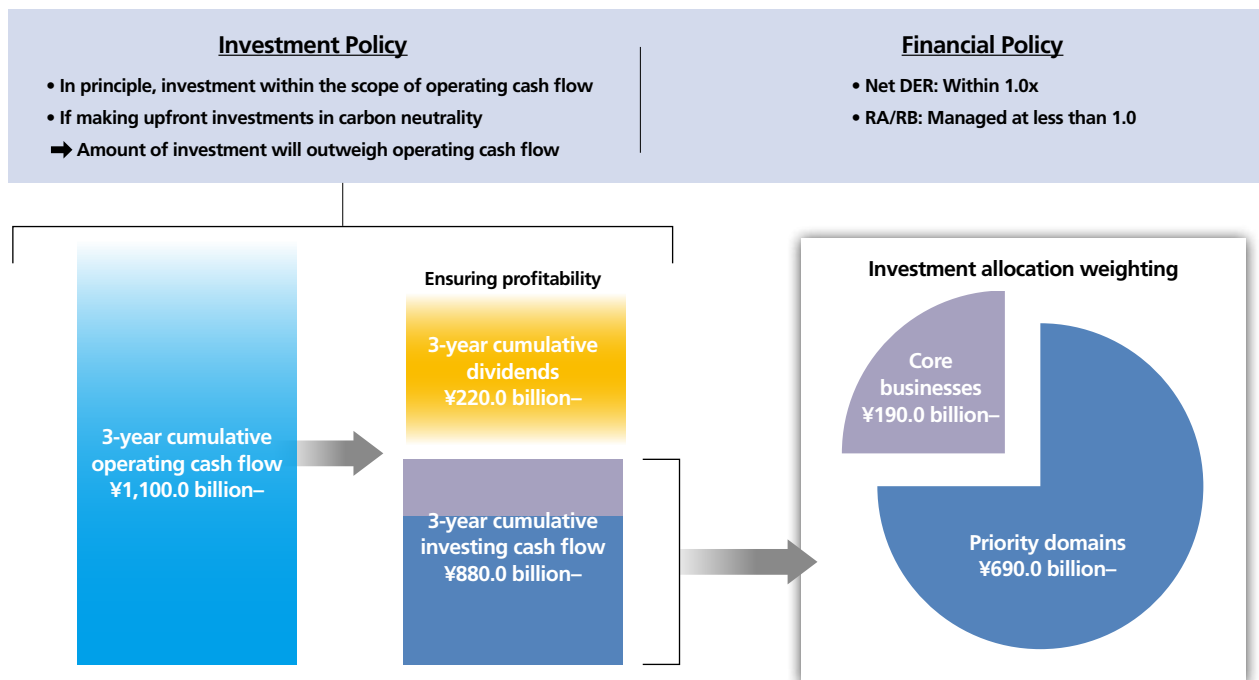 Investment Policy
• In principle, investment within the scope of operating cash flow
• If making upfront investments in carbon neutrality
➡ Amount of investment will outweigh operating cash flow
Financial Policy
• Net DER: Within 1.0x
• RA/RB: Managed at less than 1.0
3-year cumulative
operating cash flow
¥1,100.0 billion–
Ensuring profitability
3-year cumulative
dividends
¥220.0 billion–
3-year cumulative
investing cash flow
¥880.0 billion–
Investment allocation weighting
Core
businesses
¥190.0 billion–
Priority domains
¥690.0 billion–